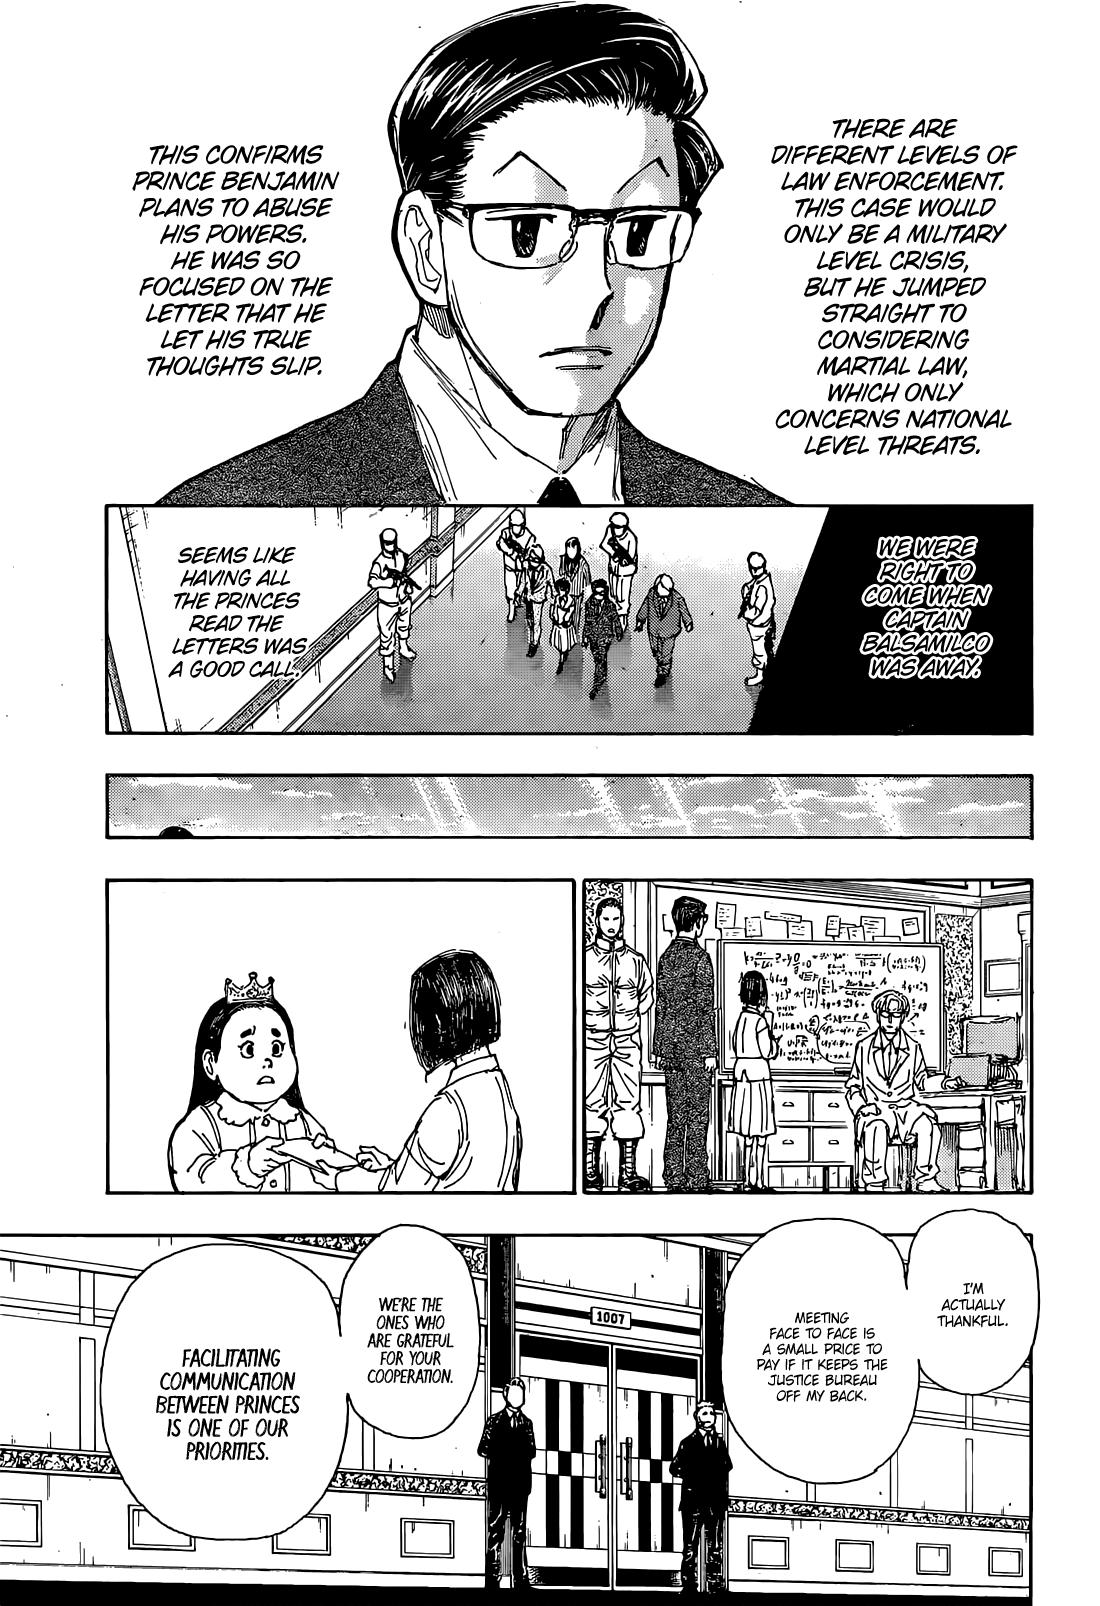 THERE ARE
DIFFERENT LEVELS OF
LAW ENFORCEMENT.
THIS CASE WOULD
ONLY BE A MILITARY
LEVEL CRISIS,
BUT HE JUMPED
STRAIGHT TO
CONSIDERING
MARTIAL LAW,
WHICH ONLY
CONCERNS NATIONAL
LEVEL THREATS.
THIS CONFIRMS
PRINCE BENJAMIN
PLANS TO ABUSE
HIS POWERS.
HE WAS SO
FOCUSED ON THE
LETTER THAT HE
LET HIS TRUE
THOUGHTS SLIP.
WE WERE
RIGHT TO
COME WHEN
CAPTAIN
BALSAMILCO
WAS AWAY.
SEEMS LIKE
HAVING ALL
THE PRINCES
READ THE
LETTERS WAS
A GOOD CALL.
I'M
ACTUALLY
THANKFUL.
MEETING
FACE TO FACE IS
A SMALL PRICE TO
PAY IF IT KEEPS THE
JUSTICE BUREAU
OFF MY BACK.
1007
WE'RE THE
ONES WHO
ARE GRATEFUL
FOR YOUR
COOPERATION.
FACILITATING
COMMUNICATION
BETWEEN PRINCES
IS ONE OF OUR
PRIORITIES.